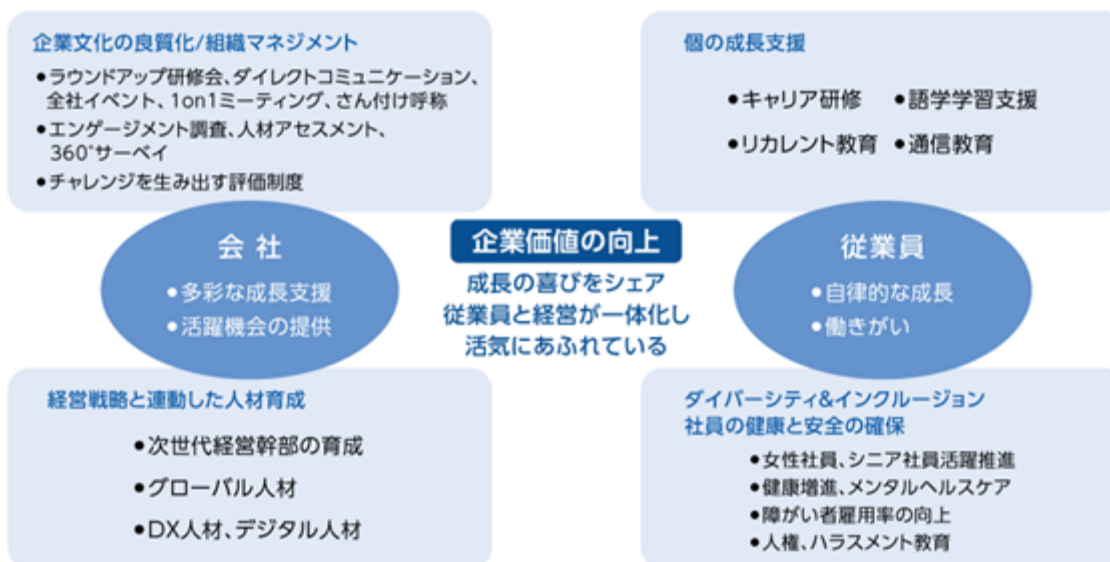 企業文化の良質化/組織マネジメント
●ラウンドアップ研修会、ダイレクトコミュニケーション、
全社イベント、1on1ミーティング、さん付け呼称
●エンゲージメント調査、人材アセスメント、
360°サーベイ
●チャレンジを生み出す評価制度
個の成長支援
●キャリア研修 ●語学学習支援
●リカレント教育 ●通信教育
会社
●多彩な成長支援
●活躍機会の提供
企業価値の向上
成長の喜びをシェア
従業員と経営が一体化し
活気にあふれている
従業員
●自律的な成長
●働きがい
経営戦略と連動した人材育成
●次世代経営幹部の育成
●グローバル人材
●DX人材、デジタル人材
ダイバーシティ&インクルージョン
社員の健康と安全の確保
●女性社員、シニア社員活躍推進
●健康増進、メンタルヘルスケア
●障がい者雇用率の向上
●人権、ハラスメント教育